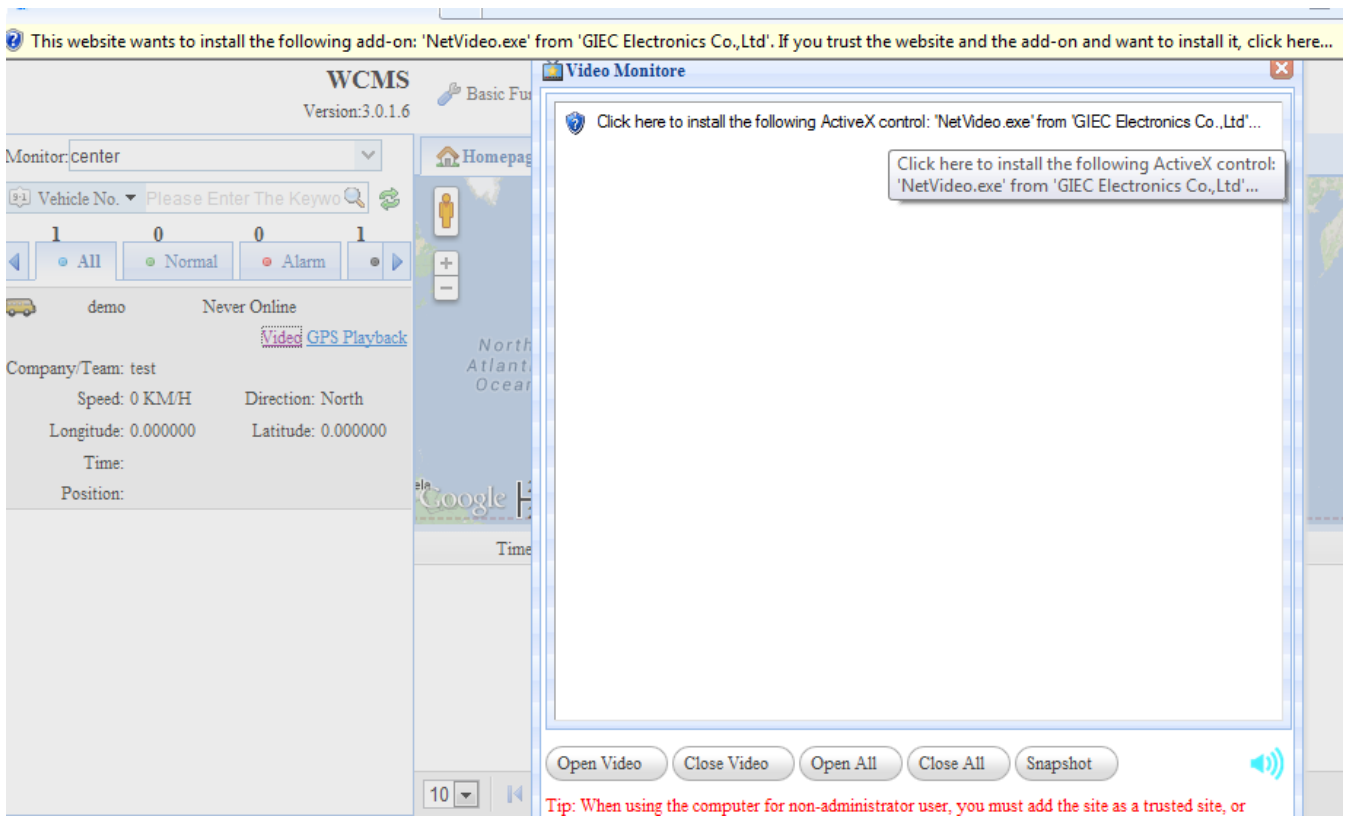 This website wants to install the following add-on: 'NetVideo.exe' from 'GIEC Electronics Co.,Ltd'. If you trust the website and the add-on and want to install it, click here...
WCMS
Version:3.0.1.6
Basic Fu
Monitor: center
Vehicle No. Please Enter The Keywo
1 0 0 1
All Normal Alarm
demo Never Online
Video GPS Playback
Company/Team: test
Speed: 0 KM/H Direction: North
Longitude: 0.000000 Latitude: 0.000000
Time:
Position:
Homepag
+
−
North
Atlant
Ocea
Google
Time
10
Video Monitore
Click here to install the following ActiveX control: 'NetVideo.exe' from 'GIEC Electronics Co.,Ltd'...
Click here to install the following ActiveX control:
'NetVideo.exe' from 'GIEC Electronics Co.,Ltd'...
Open Video Close Video Open All Close All Snapshot
Tip: When using the computer for non-administrator user, you must add the site as a trusted site, or